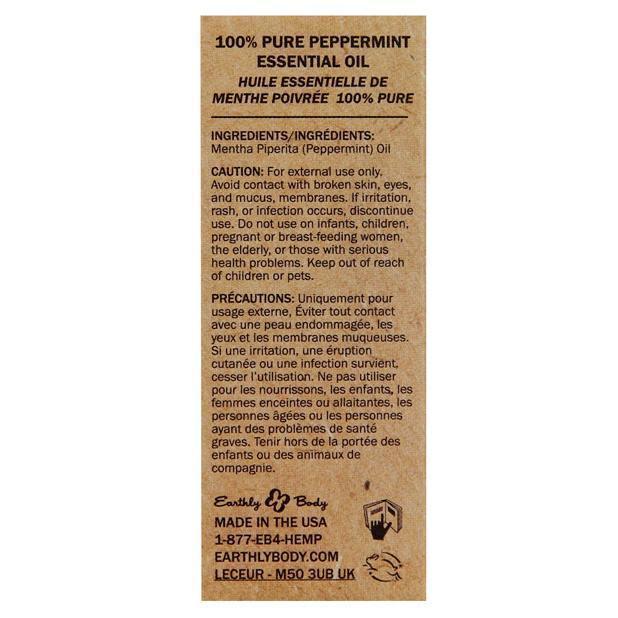 100% PURE PEPPERMINT
ESSENTIAL OIL
HUILE ESSENTIELLE DE
MENTHE POIVRÉE 100% PURE
INGREDIENTS/INGRÉDIENTS:
Mentha Piperita (Peppermint) Oil
CAUTION: For external use only.
Avoid contact with broken skin, eyes,
and mucus, membranes. If irritation,
rash, or infection occurs, discontinue
use. Do not use on infants, children,
pregnant or breast-feeding women,
the elderly, or those with serious
health problems. Keep out of reach
of children or pets.
PRÉCAUTIONS: Uniquement pour
usage externe, Éviter tout contact
avec une peau endommagée, les
yeux et les membranes muqueuses.
Si une irritation, une éruption
cutanée ou une infection survient,
cesser l'utilisation. Ne pas utiliser
pour les nourrissons, les enfants, les
femmes enceintes ou allaitantes, les
personnes âgées ou les personnes
ayant des problèmes de santé
graves. Tenir hors de la portée des
enfants ou des animaux de
compagnie.
Earthly Body
MADE IN THE USA
1-877-EB4-HEMP
EARTHLYBODY.COM
LECEUR - M50 3UB UK